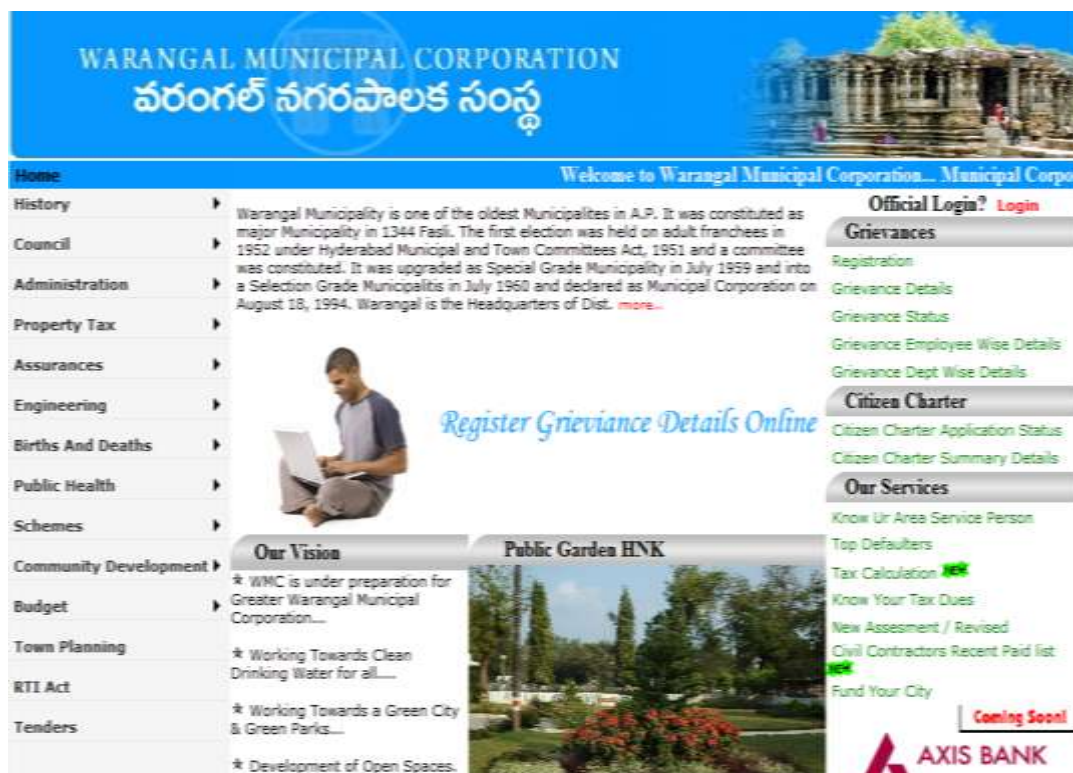 WARANGAL MUNICIPAL CORPORATION
వరంగల్ నగరపాలక సంస్థ
Home
Welcome to Warangal Municipal Corporation... Municipal Corpo
History
Council
Administration
Property Tax
Assurances
Engineering
Births And Deaths
Public Health
Schemes
Community Development
Budget
Town Planning
RTI Act
Tenders
Warangal Municipality is one of the oldest Municipalites in A.P. It was constituted as
major Municipality in 1344 Fasli. The first election was held on adult franchees in
1952 under Hyderabad Municipal and Town Committees Act, 1951 and a committee
was constituted. It was upgraded as Special Grade Municipality in July 1959 and into
a Selection Grade Municipalitis in July 1960 and declared as Municipal Corporation on
August 18, 1994. Warangal is the Headquarters of Dist. more...
Register Grieviance Details Online
Our Vision
* WMC is under preparation for
Greater Warangal Municipal
Corporation....
* Working Towards Clean
Drinking Water for all.....
* Working Towards a Green City
& Green Parks....
* Development of Open Spaces.
Public Garden HNK
Official Login? Login
Grievances
Registration
Grievance Details
Grievance Status
Grievance Employee Wise Details
Grievance Dept Wise Details
Citizen Charter
Citizen Charter Application Status
Citizen Charter Summary Details
Our Services
Know Ur Area Service Person
Top Defaulters
Tax Calculation NEW
Know Your Tax Dues
New Assesment / Revised
Civil Contractors Recent Paid list
NEW
Fund Your City
Coming Soon!
AXIS BANK